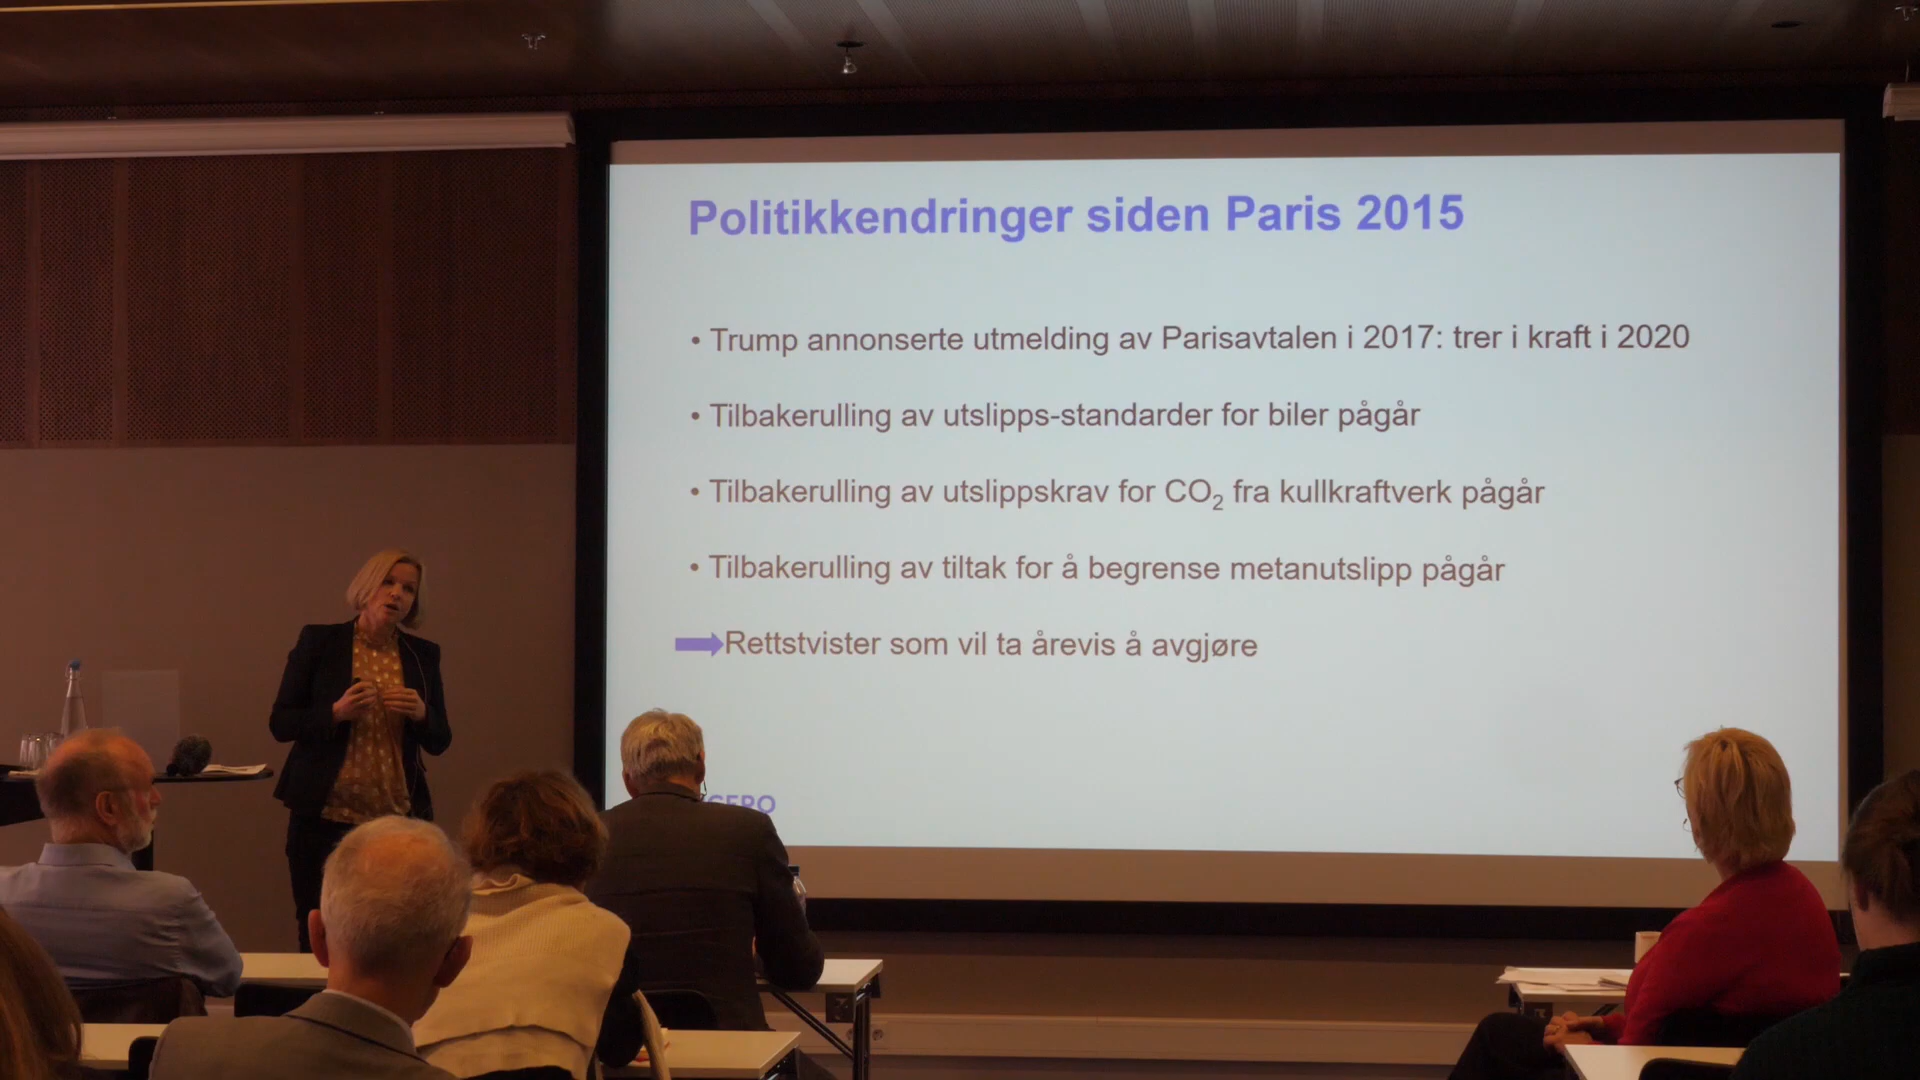 Politikkendringer siden Paris 2015
• Trump annonserte utmelding av Parisavtalen i 2017: trer i kraft i 2020
• Tilbakerulling av utslipps-standarder for biler pågår
• Tilbakerulling av utslippskrav for CO₂ fra kullkraftverk pågår
• Tilbakerulling av tiltak for å begrense metanutslipp pågår
Rettstvister som vil ta årevis å avgjøre